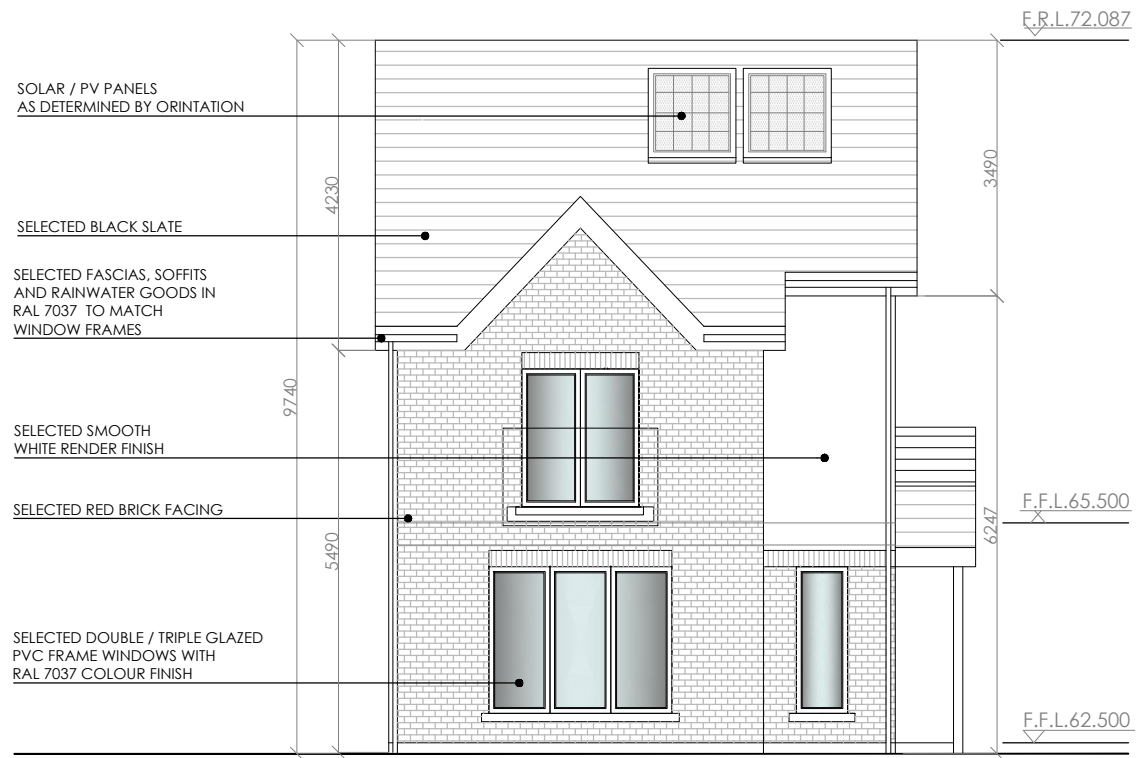 F.R.L.72.087
SOLAR / PV PANELS
AS DETERMINED BY ORINTATION
3490
4230
SELECTED BLACK SLATE
SELECTED FASCIAS, SOFFITS
AND RAINWATER GOODS IN
RAL 7037 TO MATCH
WINDOW FRAMES
9740
SELECTED SMOOTH
WHITE RENDER FINISH
SELECTED RED BRICK FACING
F.F.L.65.500
6247
5490
SELECTED DOUBLE / TRIPLE GLAZED
PVC FRAME WINDOWS WITH
RAL 7037 COLOUR FINISH
F.F.L.62.500